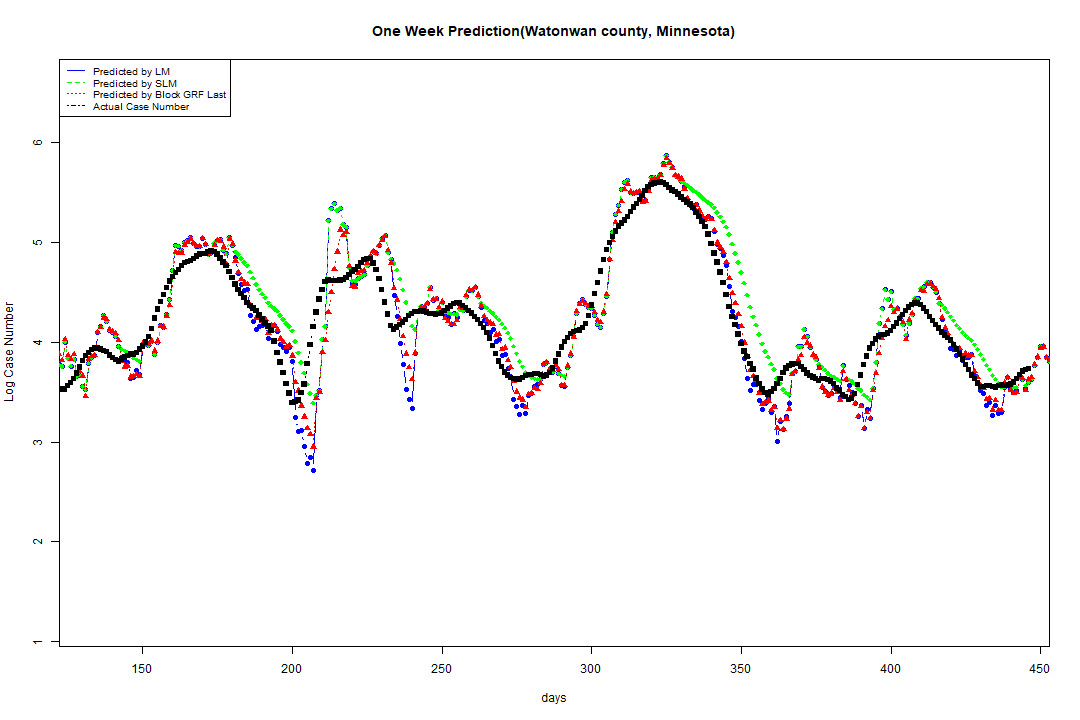 One Week Prediction(Watonwan county, Minnesota)
Predicted by LM
Predicted by SLM
Predicted by Block GRF Last
Actual Case Number
6
5
4
3
2
1
Log Case Number
150 200 250 300 350 400 450
days